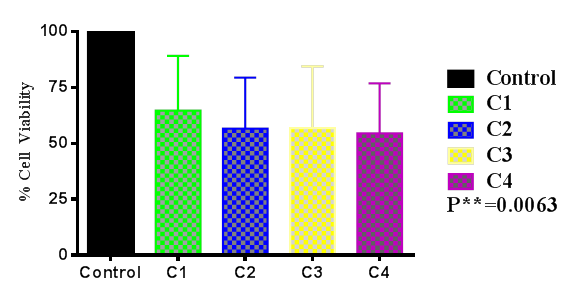 100
75
50
25
0
% Cell Viability
Control C1 C2 C3 C4
Control
C1
C2
C3
C4
P**=0.0063